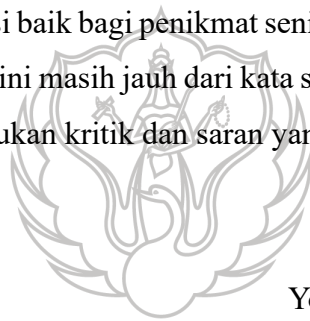 i baik bagi penikmat seni
ini masih jauh dari kata s
ukan kritik dan saran yan
Yo